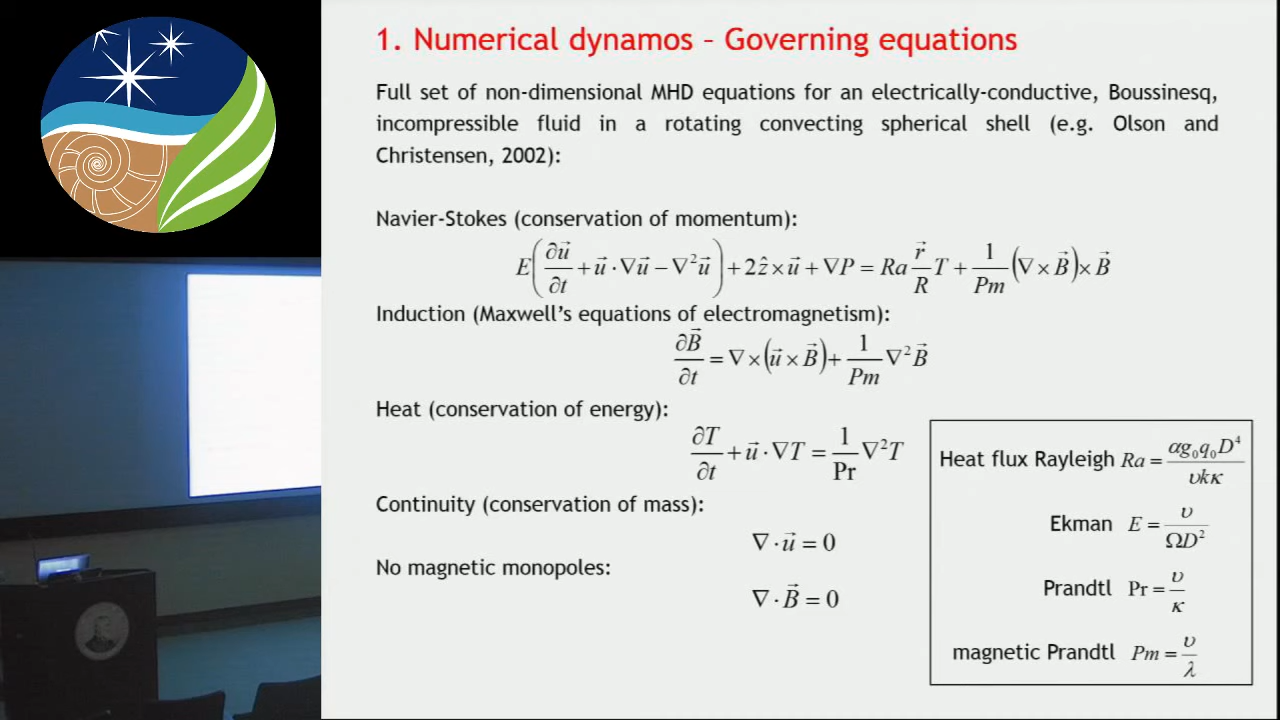 1. Numerical dynamos – Governing equations
Full set of non-dimensional MHD equations for an electrically-conductive, Boussinesq,
incompressible fluid in a rotating convecting spherical shell (e.g. Olson and
Christensen, 2002):
Navier-Stokes (conservation of momentum):
E(∂u⃗/∂t + u⃗ · ∇u⃗ − ∇²u⃗) + 2ẑ × u⃗ + ∇P = Ra r⃗/R T + 1/Pm (∇ × B⃗) × B⃗
Induction (Maxwell's equations of electromagnetism):
∂B⃗/∂t = ∇ × (u⃗ × B⃗) + 1/Pm ∇²B⃗
Heat (conservation of energy):
∂T/∂t + u⃗ · ∇T = 1/Pr ∇²T
Continuity (conservation of mass):
∇ · u⃗ = 0
No magnetic monopoles:
∇ · B⃗ = 0
Heat flux Rayleigh Ra = αg₀q₀D⁴/υkκ
Ekman E = υ/ΩD²
Prandtl Pr = υ/κ
magnetic Prandtl Pm = υ/λ